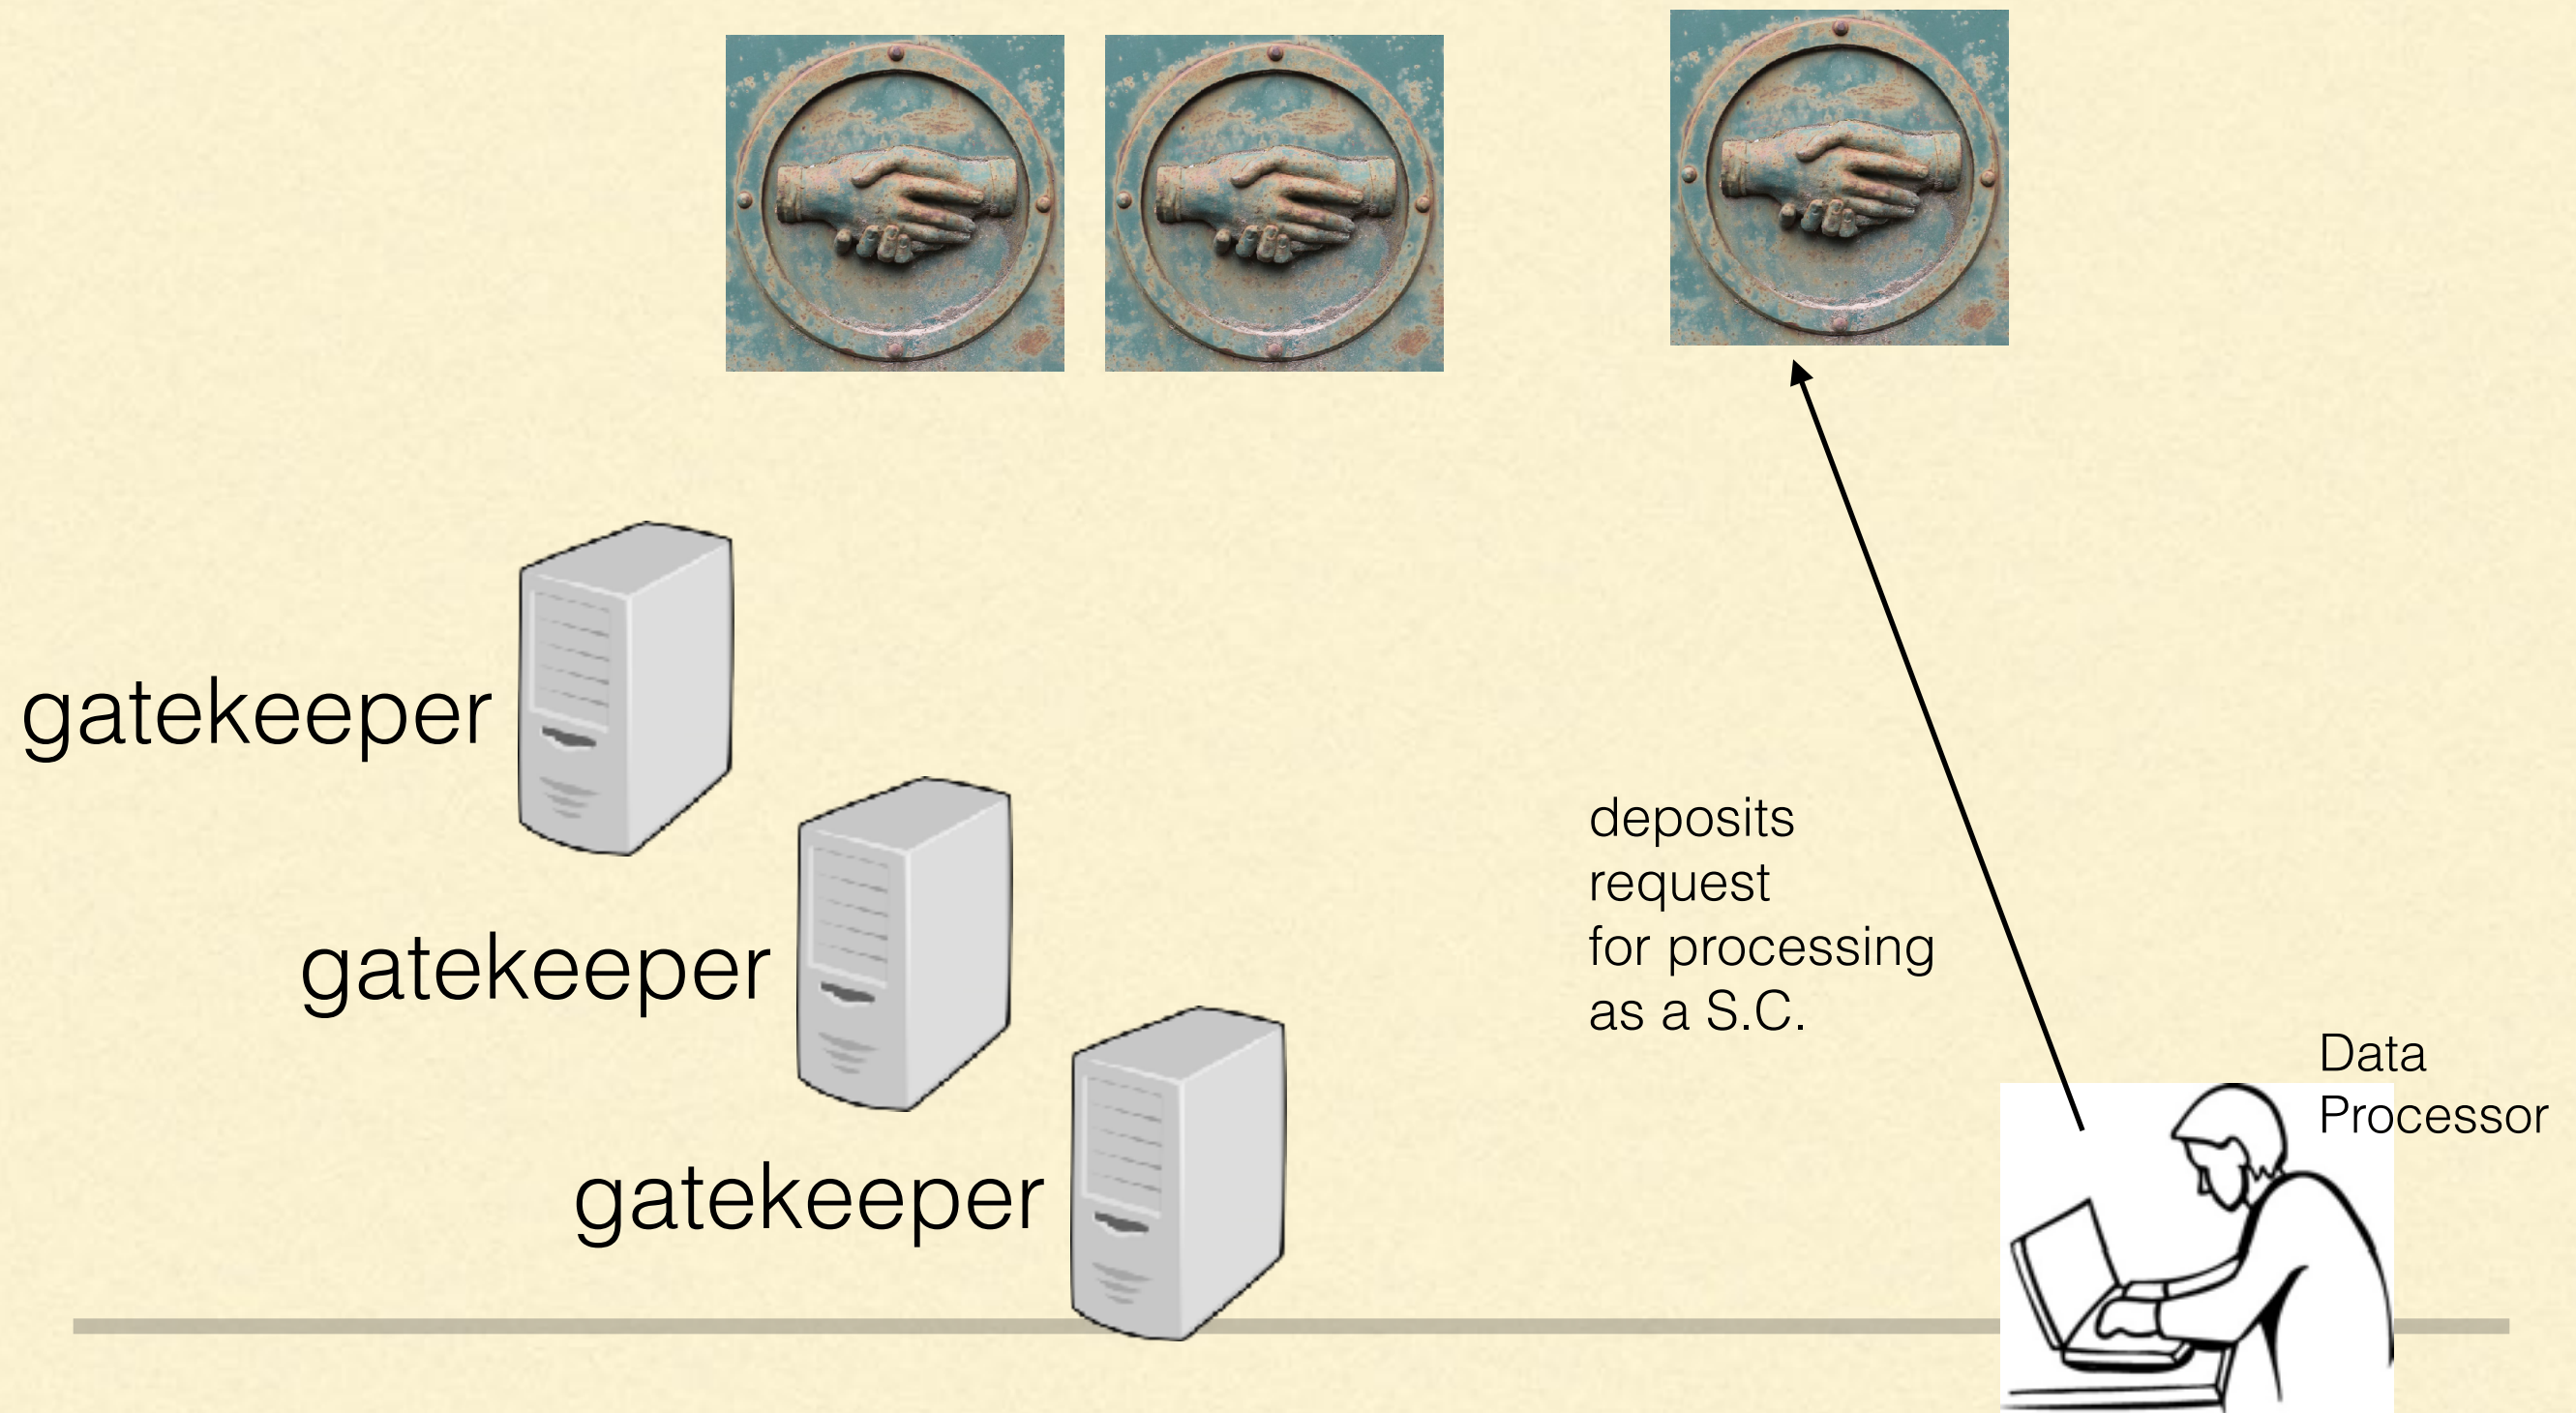 gatekeeper
gatekeeper
gatekeeper
deposits
request
for processing
as a S.C.
Data
Processor